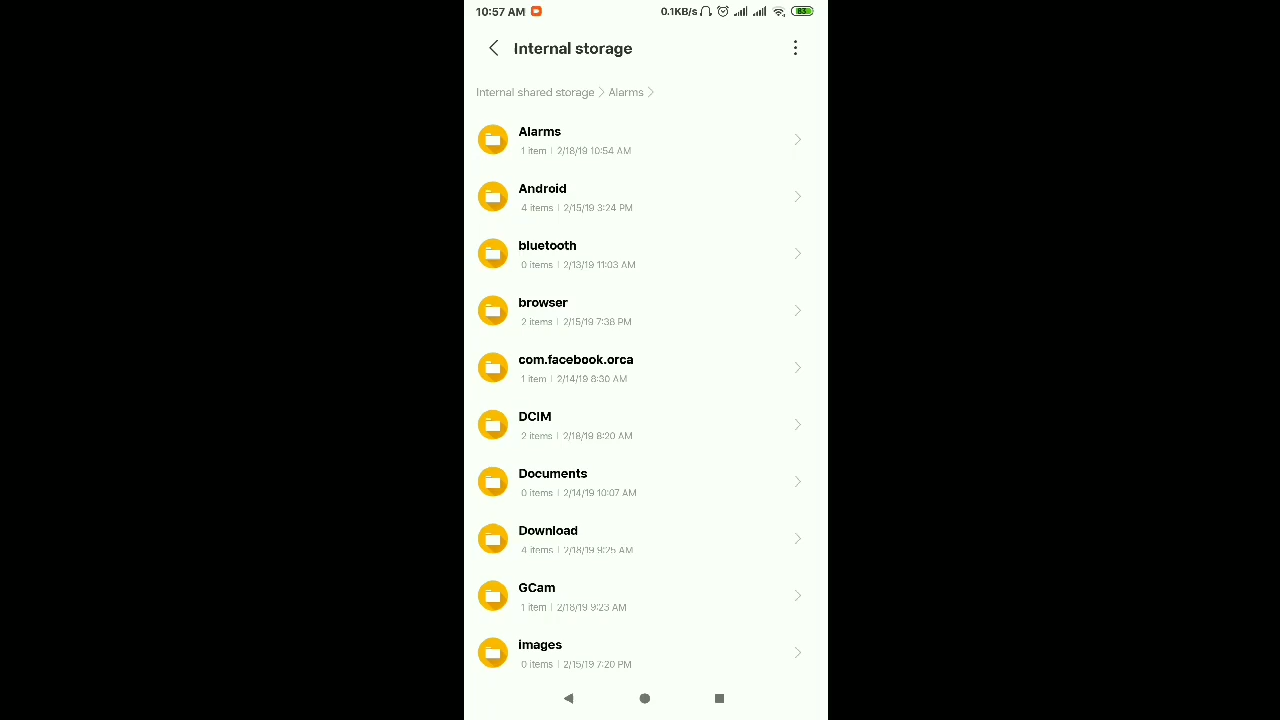 10:57 AM 0.1KB/s 83
Internal storage
Internal shared storage > Alarms >
Alarms
1 item | 2/18/19 10:54 AM
Android
4 items | 2/15/19 3:24 PM
bluetooth
0 items | 2/13/19 11:03 AM
browser
2 items | 2/15/19 7:38 PM
com.facebook.orca
1 item | 2/14/19 8:30 AM
DCIM
2 items | 2/18/19 8:20 AM
Documents
0 items | 2/14/19 10:07 AM
Download
4 items | 2/18/19 9:25 AM
GCam
1 item | 2/18/19 9:23 AM
images
0 items | 2/15/19 7:20 PM